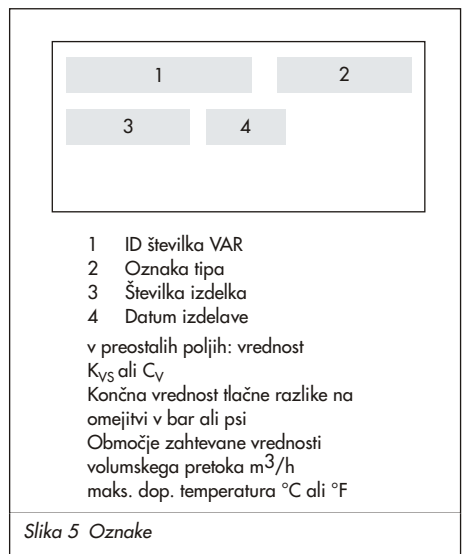 1 2
3 4
1 ID številka VAR
2 Oznaka tipa
3 Številka izdelka
4 Datum izdelave
v preostalih poljih: vrednost
K_VS ali C_V
Končna vrednost tlačne razlike na
omejitvi v bar ali psi
Območje zahtevane vrednosti
volumskega pretoka m³/h
maks. dop. temperatura °C ali °F
Slika 5 Oznake